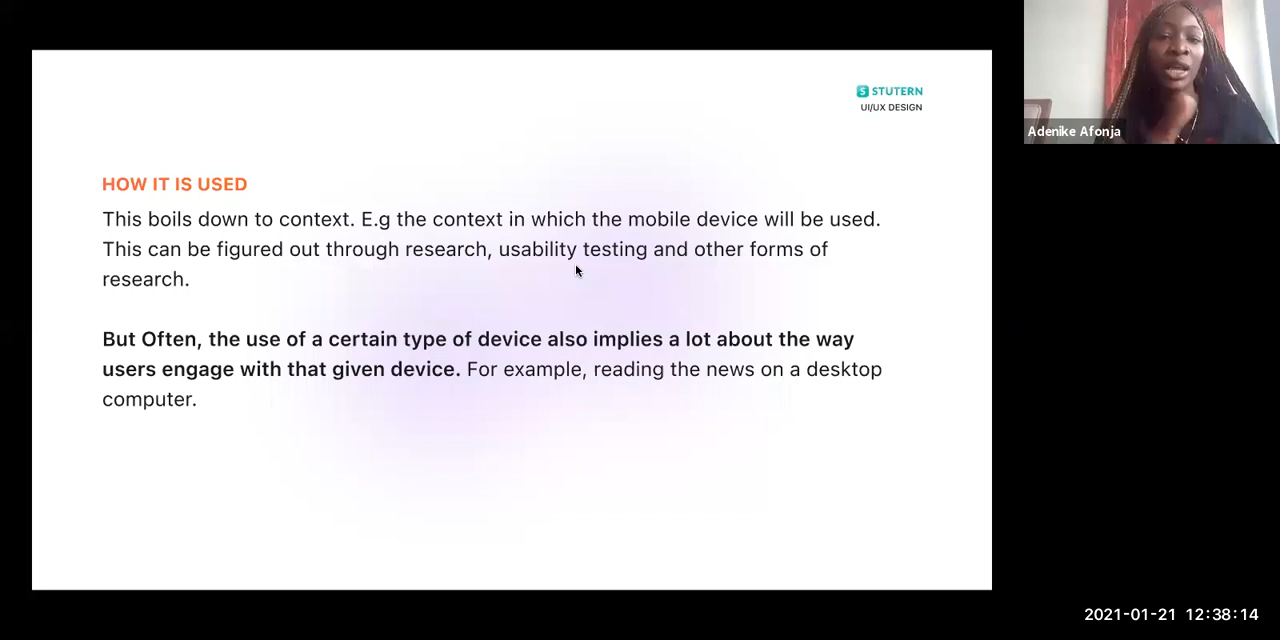 STUTERN
UI/UX DESIGN
HOW IT IS USED
This boils down to context. E.g the context in which the mobile device will be used.
This can be figured out through research, usability testing and other forms of
research.
But Often, the use of a certain type of device also implies a lot about the way
users engage with that given device. For example, reading the news on a desktop
computer.
Adenike Afonja
2021-01-21 12:38:14